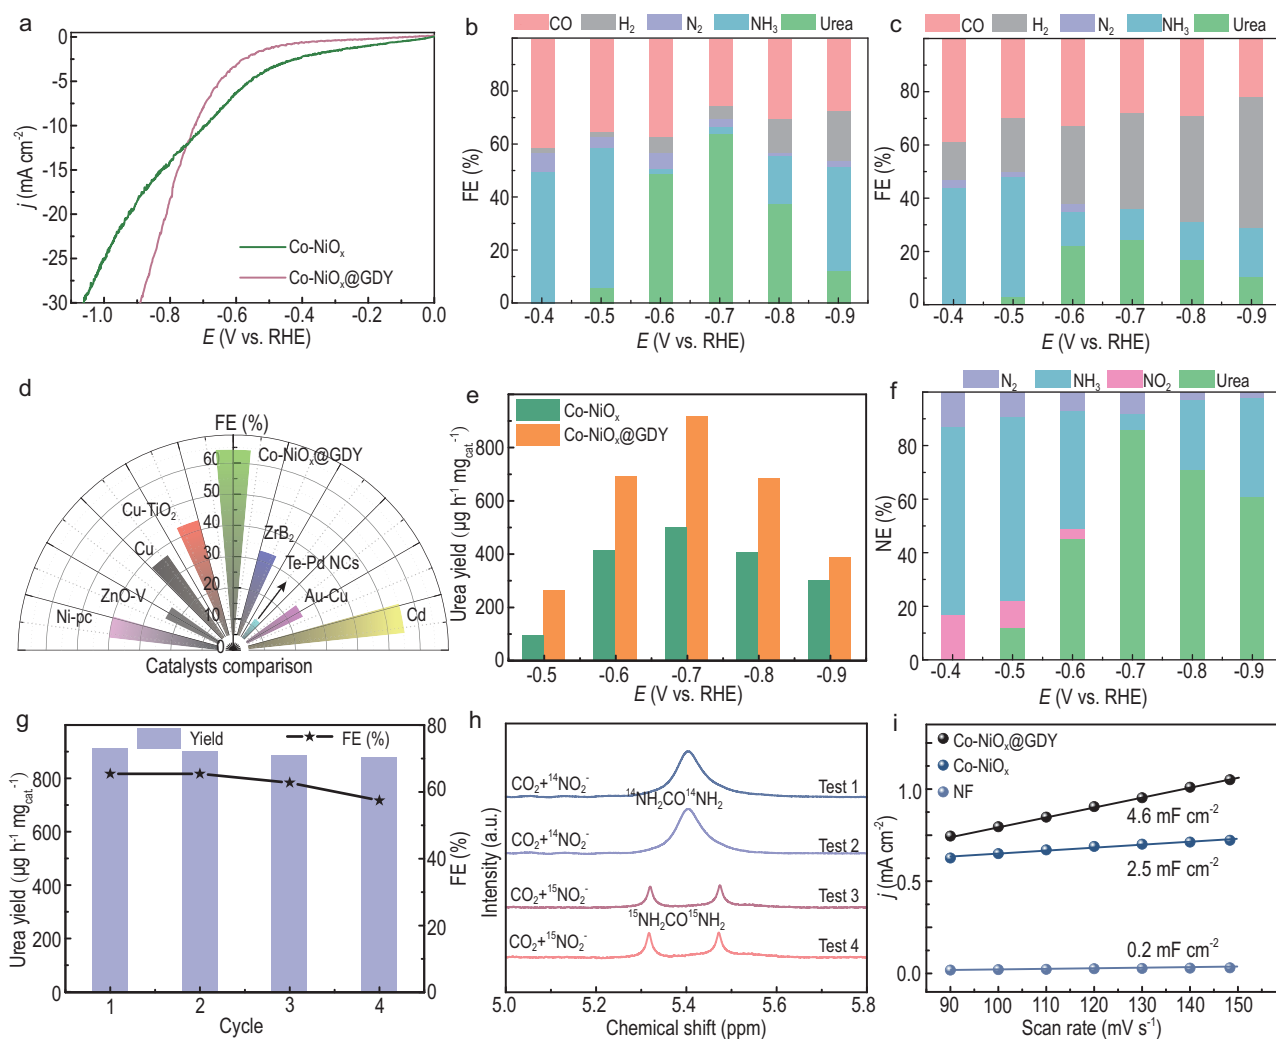 a
0
-5
-10
-15
-20
-25
-30
j (mA cm⁻²)
Co-NiOₓ
Co-NiOₓ@GDY
-1.0 -0.8 -0.6 -0.4 -0.2 0.0
E (V vs. RHE)
b
CO H₂ N₂ NH₃ Urea
80
60
40
20
0
FE (%)
-0.4 -0.5 -0.6 -0.7 -0.8 -0.9
E (V vs. RHE)
c
CO H₂ N₂ NH₃ Urea
80
60
40
20
0
FE (%)
-0.4 -0.5 -0.6 -0.7 -0.8 -0.9
E (V vs. RHE)
d
FE (%)
60
50
40
30
20
10
0
Co-NiOₓ@GDY
Cu-TiO₂
ZrB₂
Cu
Te-Pd NCs
ZnO-V
Au-Cu
Ni-pc
Cd
Catalysts comparison
e
Co-NiOₓ
Co-NiOₓ@GDY
800
600
400
200
0
Urea yield (µg h⁻¹ mg_cat.⁻¹)
-0.5 -0.6 -0.7 -0.8 -0.9
E (V vs. RHE)
f
N₂ NH₃ NO₂ Urea
80
60
40
20
0
NE (%)
-0.4 -0.5 -0.6 -0.7 -0.8 -0.9
E (V vs. RHE)
g
Yield FE (%)
800
600
400
200
0
Urea yield (µg h⁻¹ mg_cat.⁻¹)
80
60
40
20
0
FE (%)
1 2 3 4
Cycle
h
CO₂+¹⁴NO₂⁻ Test 1
¹⁴NH₂CO¹⁴NH₂
CO₂+¹⁴NO₂⁻ Test 2
CO₂+¹⁵NO₂⁻ Test 3
¹⁵NH₂CO¹⁵NH₂
CO₂+¹⁵NO₂⁻ Test 4
Intensity (a.u.)
5.0 5.2 5.4 5.6 5.8
Chemical shift (ppm)
i
Co-NiOₓ@GDY
Co-NiOₓ
NF
1.0
0.5
0.0
j (mA cm⁻²)
4.6 mF cm⁻²
2.5 mF cm⁻²
0.2 mF cm⁻²
90 100 110 120 130 140 150
Scan rate (mV s⁻¹)